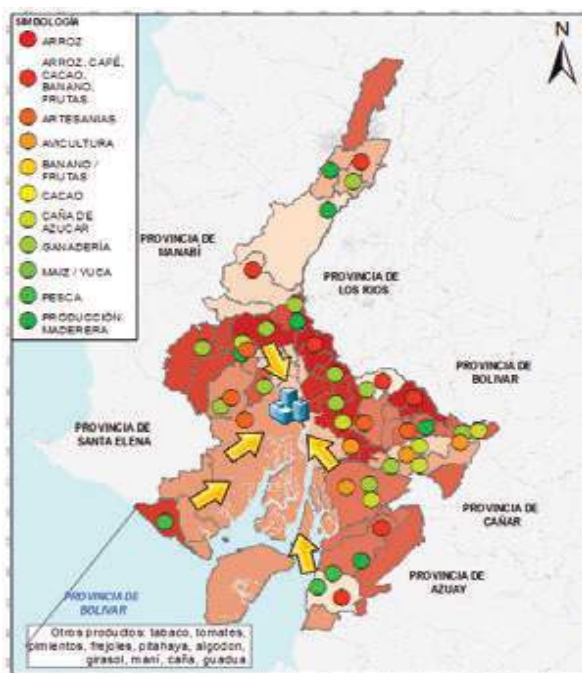 SIMBOLOGÍA
ARROZ
ARROZ, CAFÉ,
CACAO,
BANANO,
FRUTAS
ARTESANIAS
AVICULTURA
BANANO /
FRUTAS
CACAO
CAÑA DE
AZUCAR
GANADERÍA
MAIZ / YUCA
PESCA
PRODUCCIÓN
MADERERA
N
PROVINCIA DE
MANABÍ
PROVINCIA DE
LOS RIOS
PROVINCIA DE
BOLIVAR
PROVINCIA DE
SANTA ELENA
PROVINCIA DE
CAÑAR
PROVINCIA DE
AZUAY
PROVINCIA DE
BOLIVAR
Otros productos: tabaco, tomates,
pimientos, frejoles, pitahaya, algodon,
girasol, maní, caña, guadua.